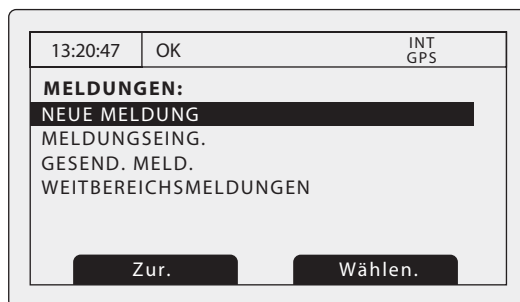 13:20:47 OK INT
GPS
MELDUNGEN:
NEUE MELDUNG
MELDUNGSEING.
GESEND. MELD.
WEITBEREICHSMELDUNGEN
Zur. Wählen.